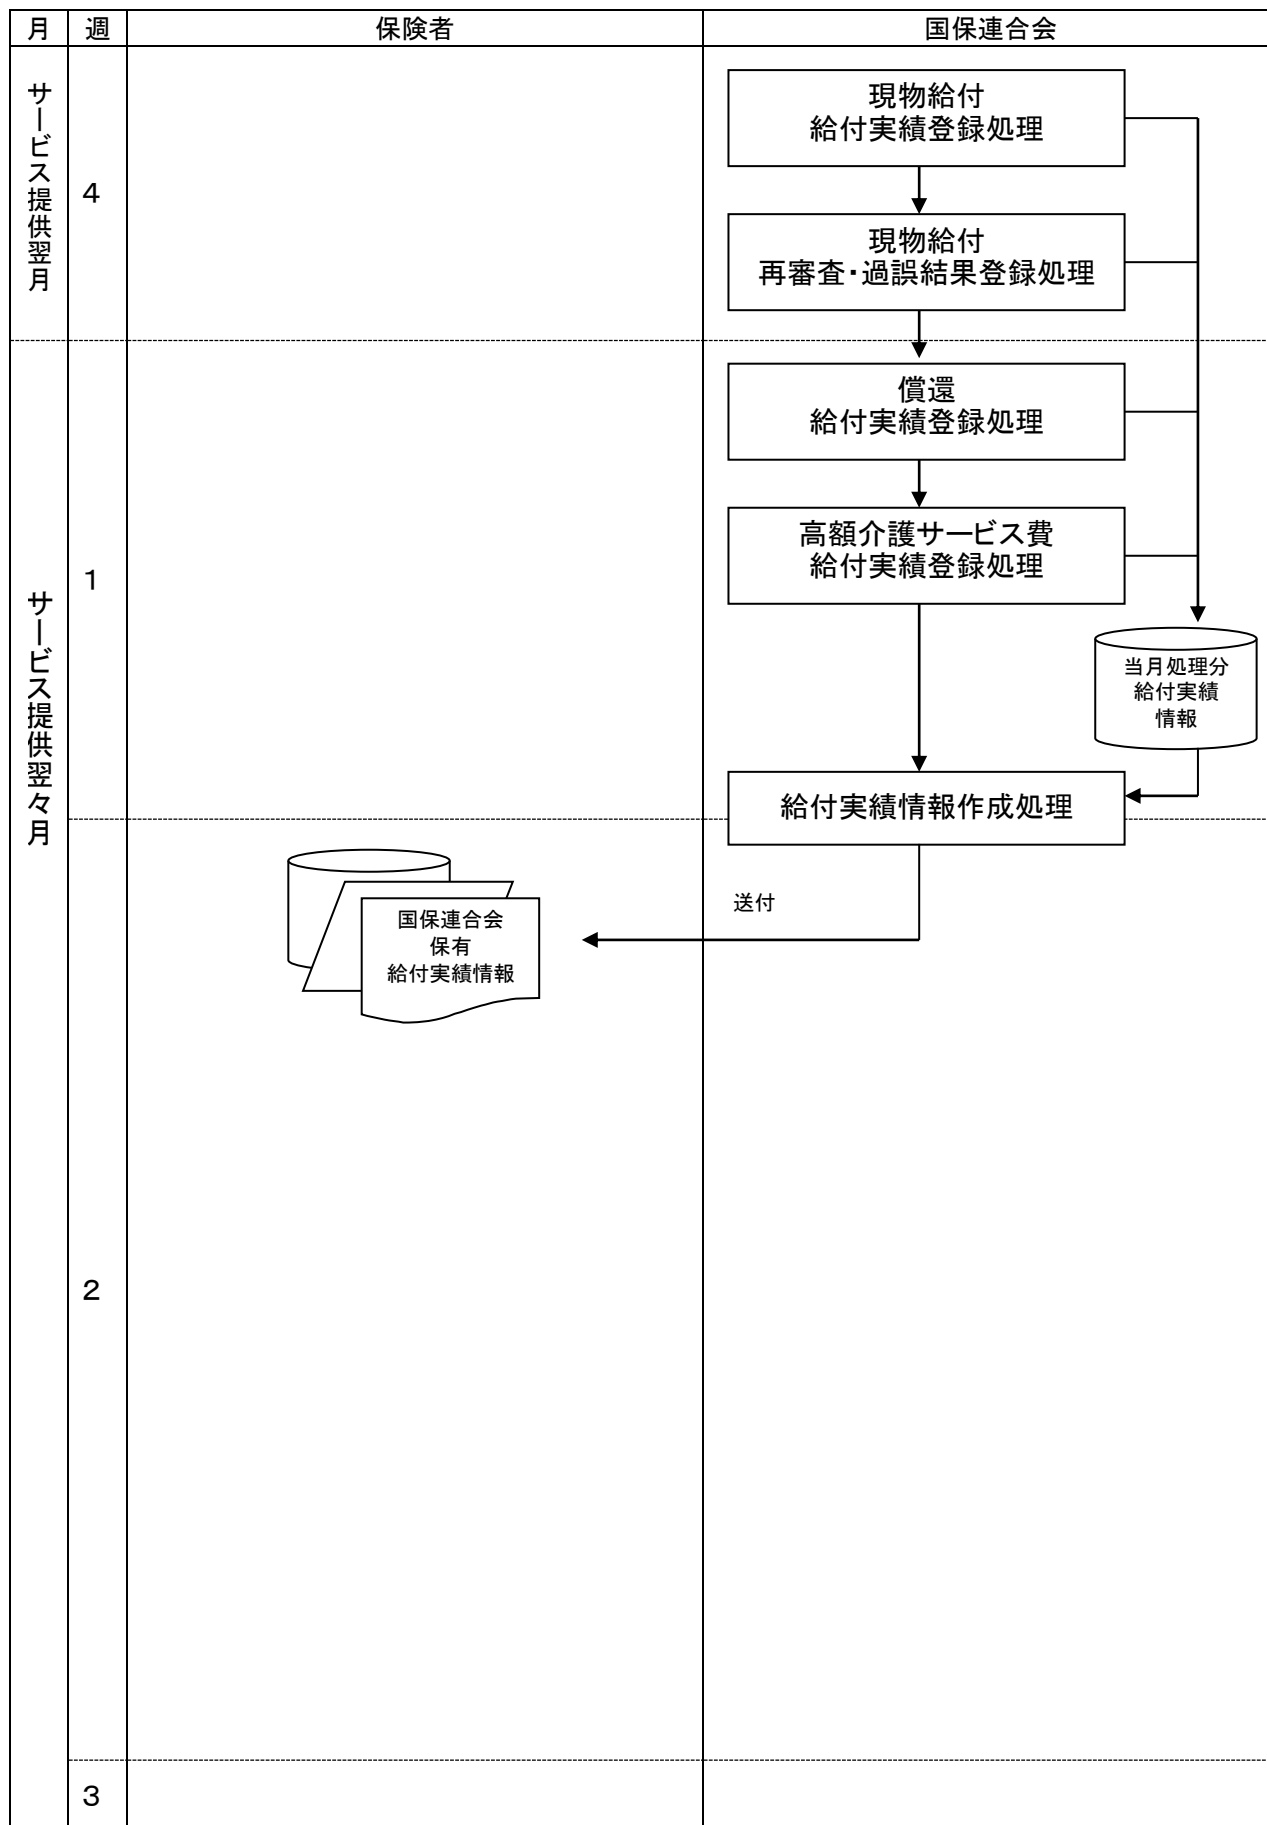 月
週
保険者
国保連合会
サービス提供翌月
4
現物給付
給付実績登録処理
現物給付
再審査・過誤結果登録処理
サービス提供翌々月
1
償還
給付実績登録処理
高額介護サービス費
給付実績登録処理
当月処理分
給付実績
情報
給付実績情報作成処理
送付
国保連合会
保有
給付実績情報
2
3